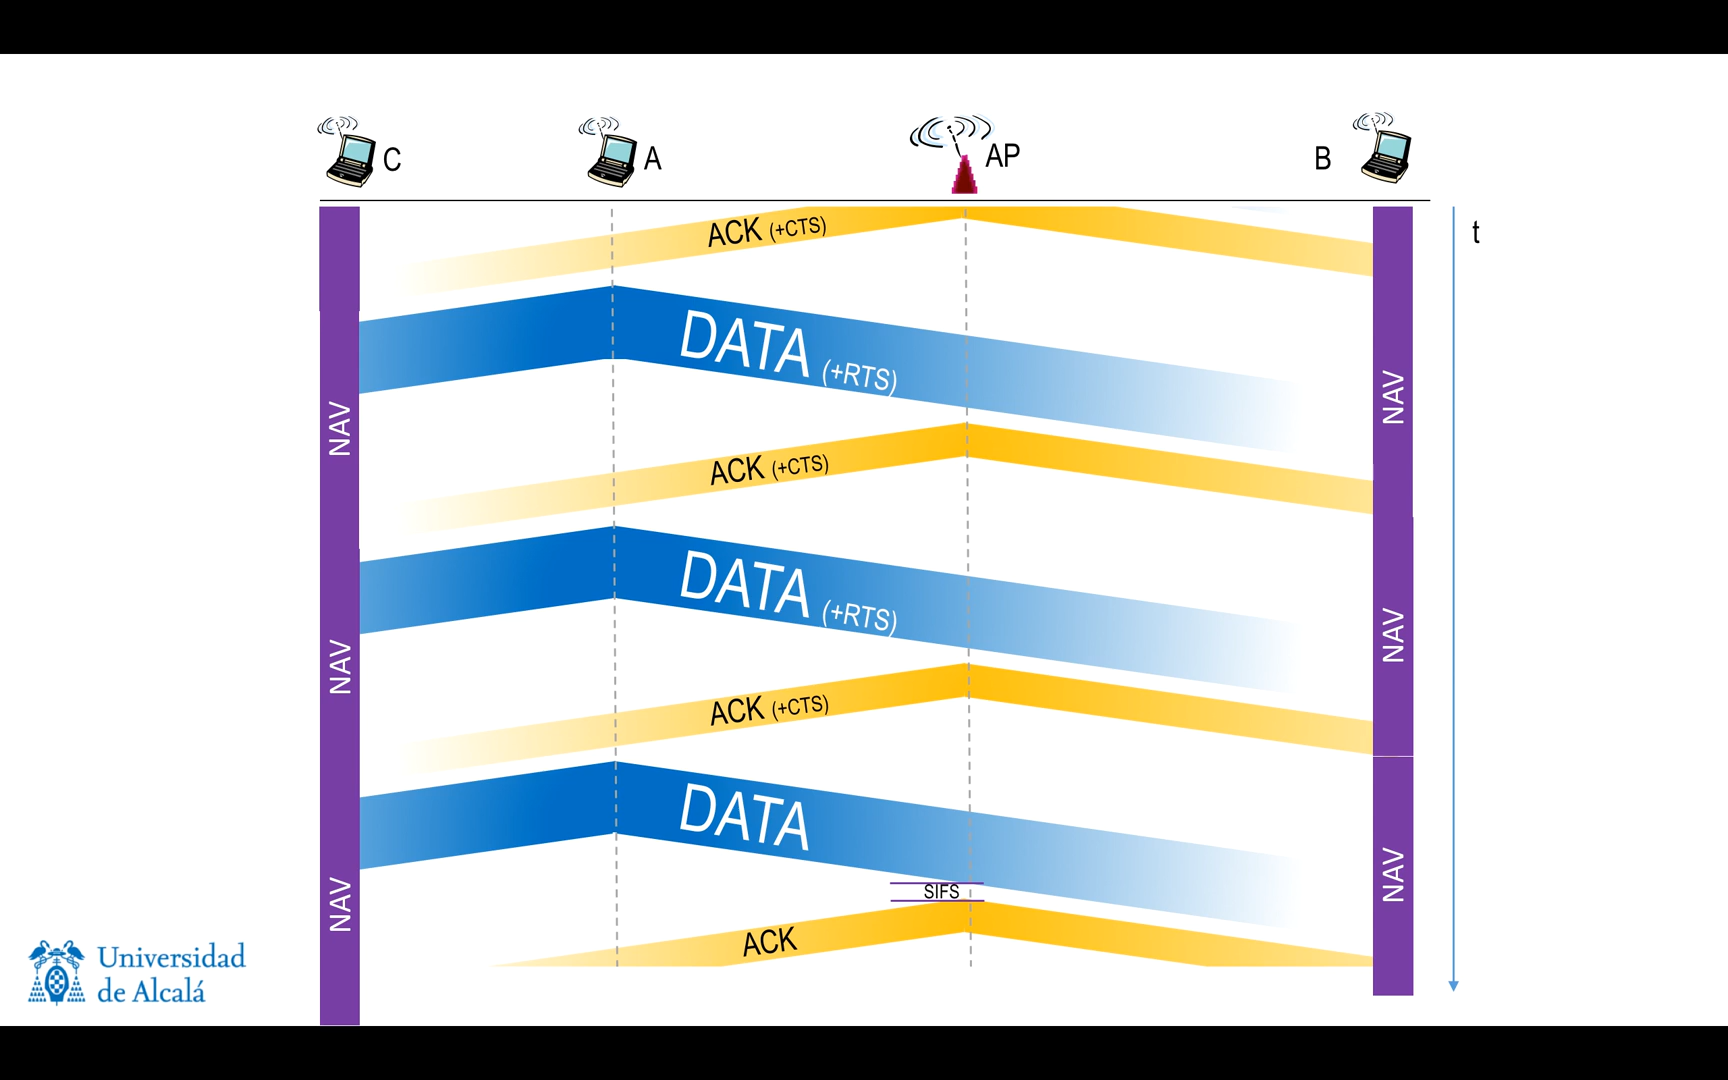 C
A
AP
B
t
ACK (+CTS)
DATA (+RTS)
NAV
NAV
ACK (+CTS)
DATA (+RTS)
NAV
NAV
ACK (+CTS)
DATA
NAV
NAV
SIFS
ACK
Universidad
de Alcalá